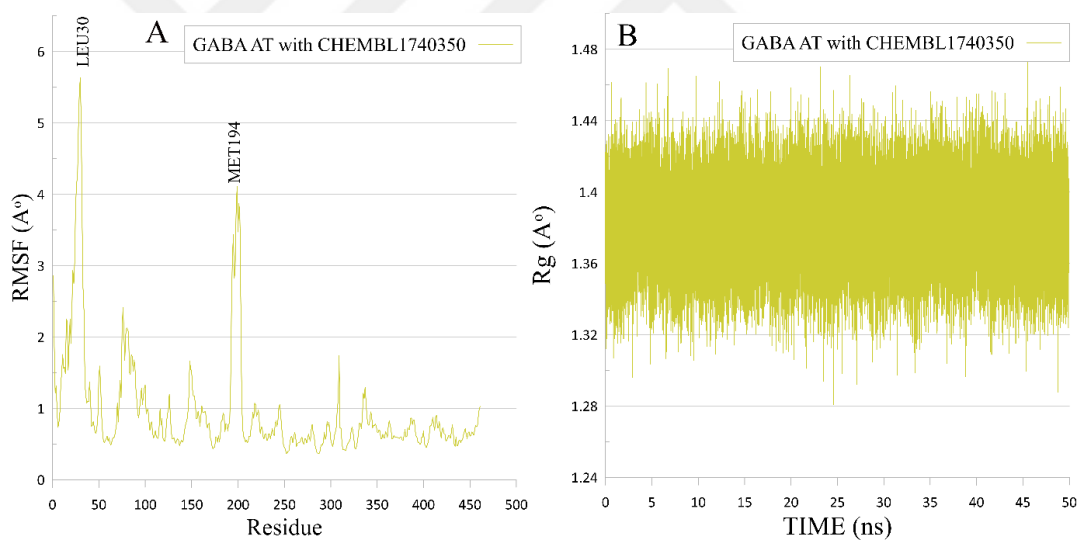 A
GABA AT with CHEMBL1740350
LEU30
MET194
RMSF (Aº)
6
5
4
3
2
1
0
0 50 100 150 200 250 300 350 400 450 500
Residue
B
GABA AT with CHEMBL1740350
Rg (Aº)
1.48
1.44
1.4
1.36
1.32
1.28
1.24
0 5 10 15 20 25 30 35 40 45 50
TIME (ns)